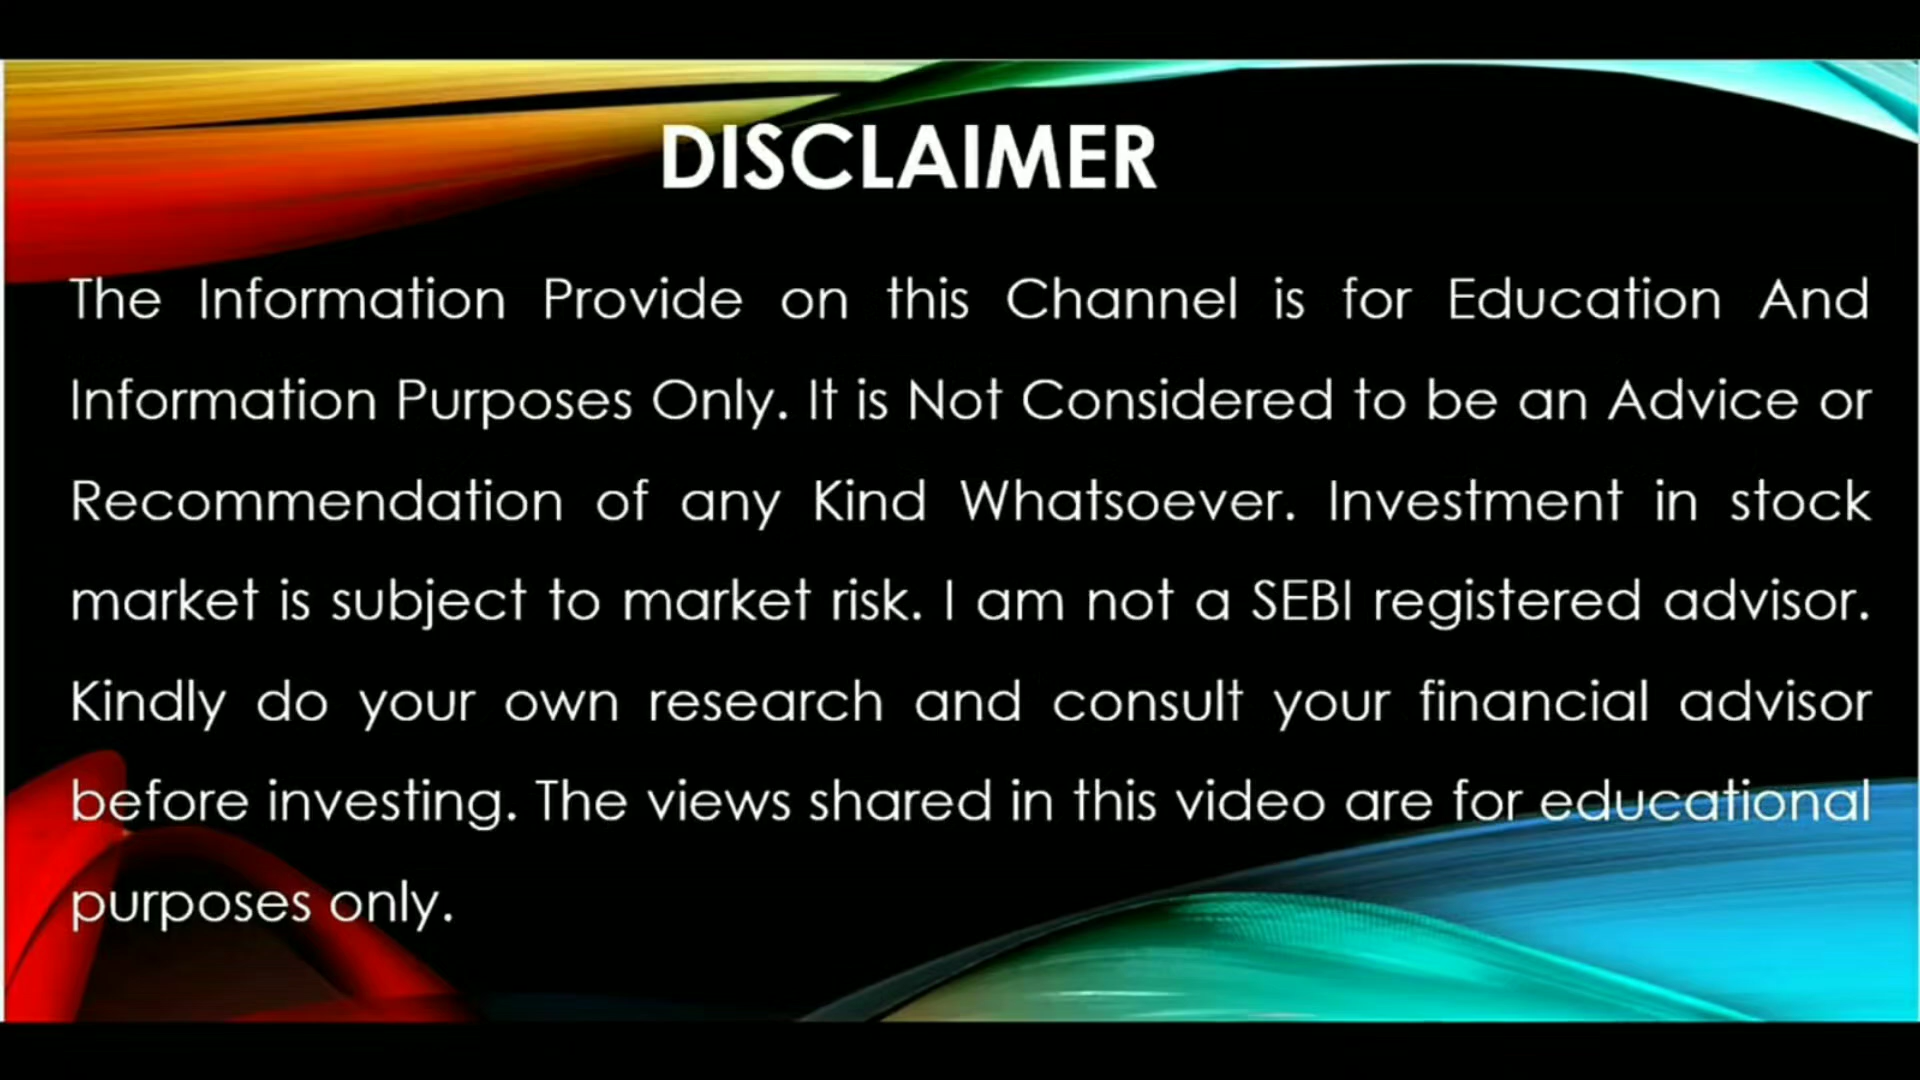 DISCLAIMER
The Information Provide on this Channel is for Education And
Information Purposes Only. It is Not Considered to be an Advice or
Recommendation of any Kind Whatsoever. Investment in stock
market is subject to market risk. I am not a SEBI registered advisor.
Kindly do your own research and consult your financial advisor
before investing. The views shared in this video are for educational
purposes only.